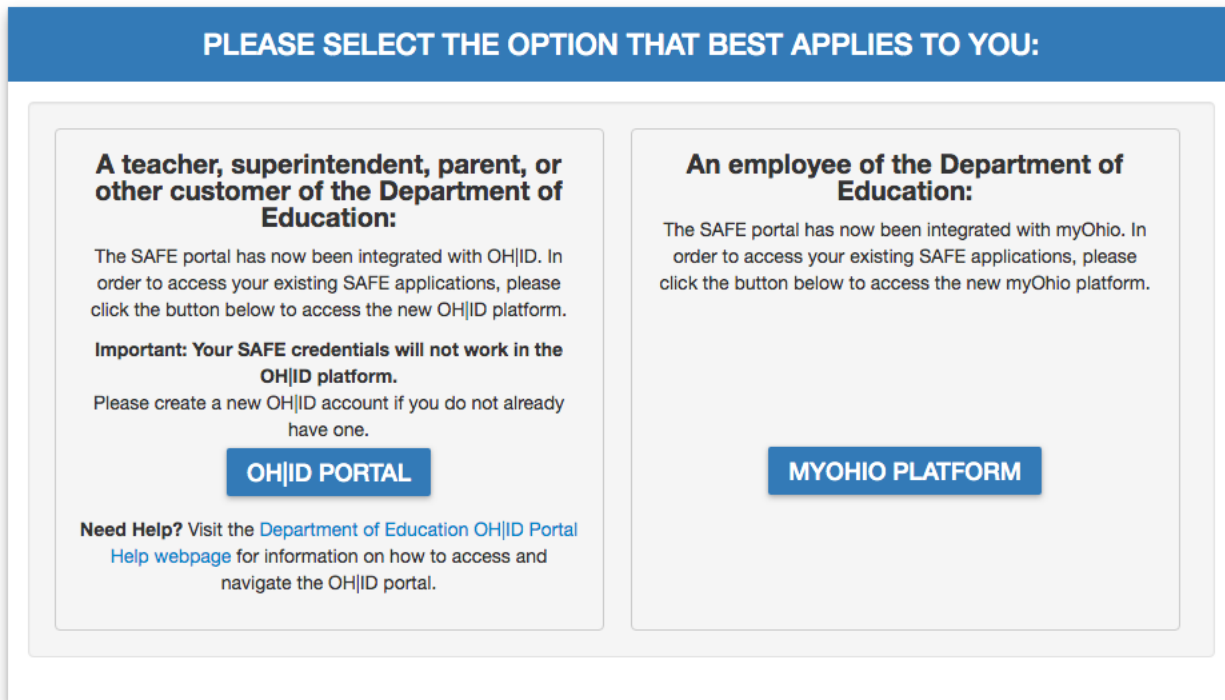 PLEASE SELECT THE OPTION THAT BEST APPLIES TO YOU:
A teacher, superintendent, parent, or
other customer of the Department of
Education:
The SAFE portal has now been integrated with OH|ID. In
order to access your existing SAFE applications, please
click the button below to access the new OH|ID platform.
Important: Your SAFE credentials will not work in the
OH|ID platform.
Please create a new OH|ID account if you do not already
have one.
OH|ID PORTAL
Need Help? Visit the Department of Education OH|ID Portal
Help webpage for information on how to access and
navigate the OH|ID portal.
An employee of the Department of
Education:
The SAFE portal has now been integrated with myOhio. In
order to access your existing SAFE applications, please
click the button below to access the new myOhio platform.
MYOHIO PLATFORM